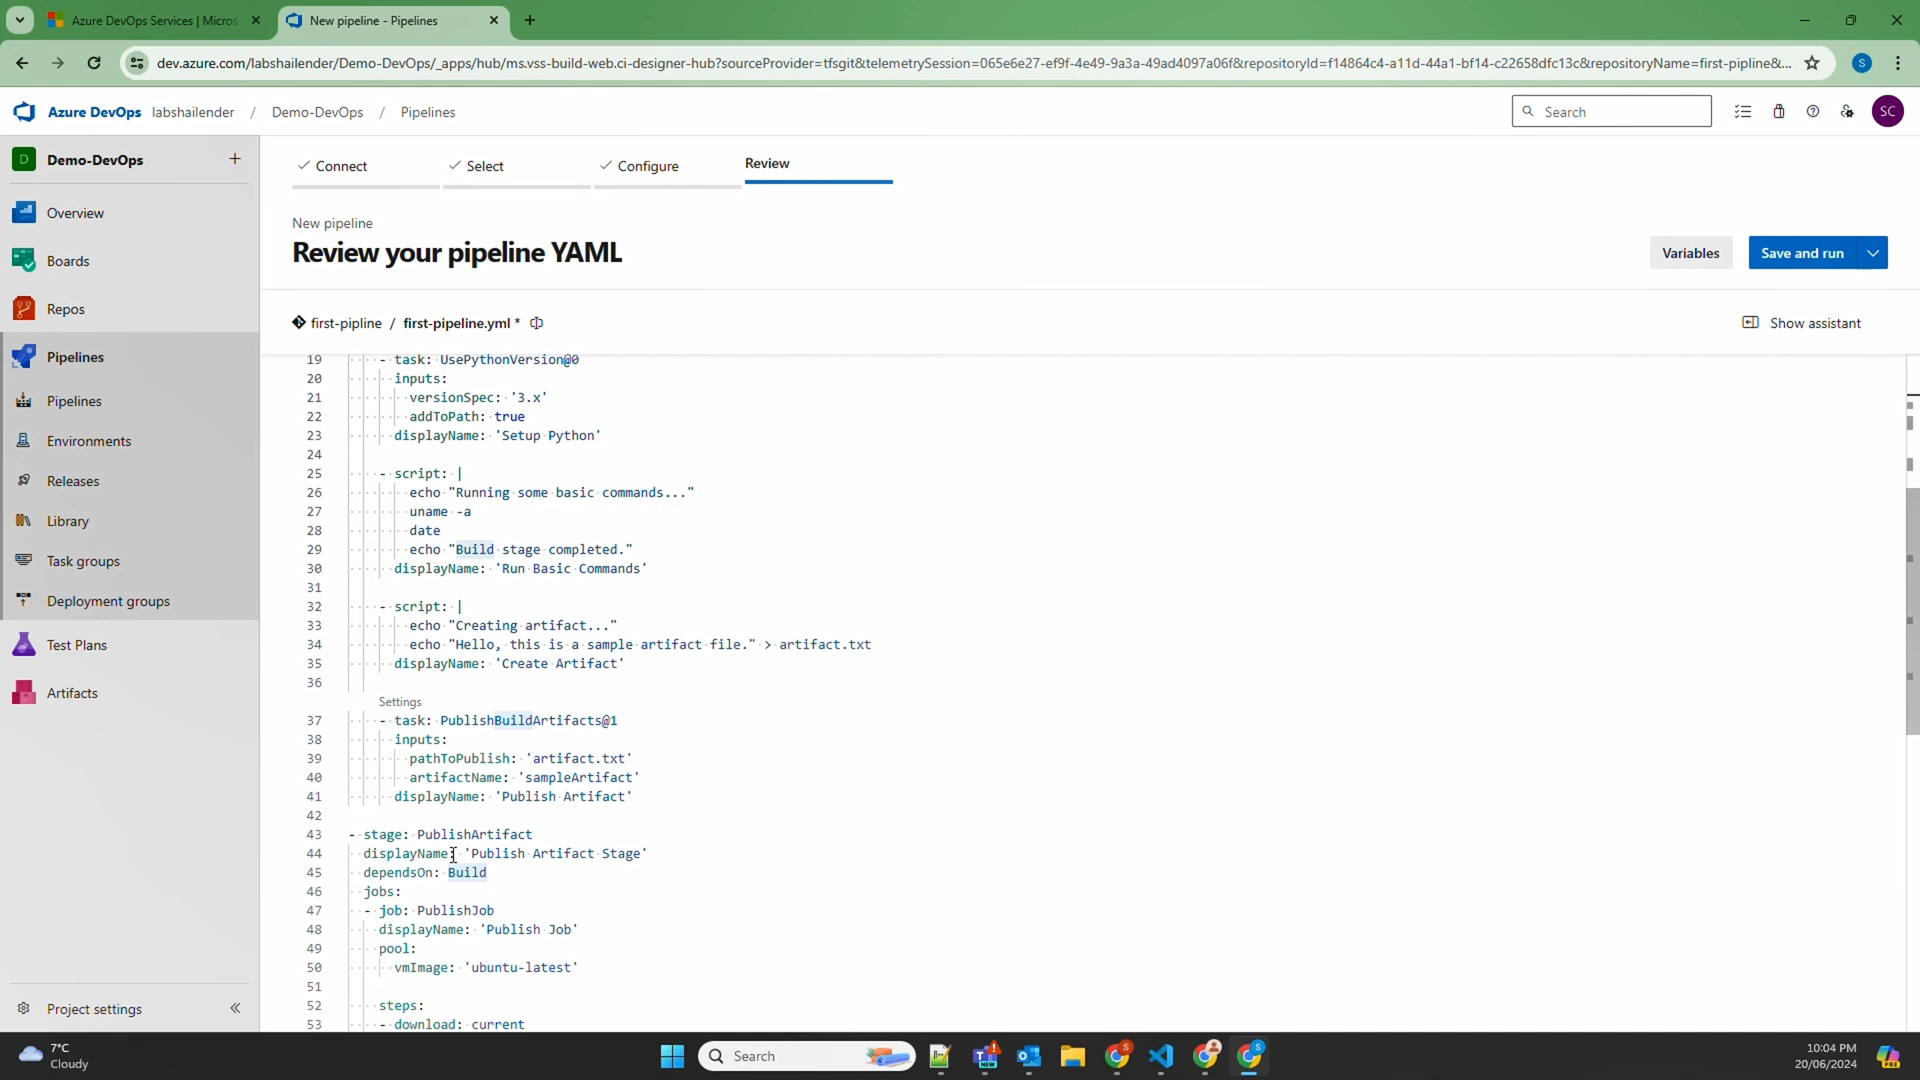 Azure DevOps Services | Micros
New pipeline - Pipelines
dev.azure.com/labshailender/Demo-DevOps/_apps/hub/ms.vss-build-web.ci-designer-hub?sourceProvider=tfsgit&telemetrySession=065e6e27-ef9f-4e49-9a3a-49ad4097a06f&repositoryId=f14864c4-a11d-44a1-bf14-c22658dfc13c&repositoryName=first-pipline&...
S
Azure DevOps labshailender / Demo-DevOps / Pipelines
Search
SC
D Demo-DevOps
Overview
Boards
Repos
Pipelines
Pipelines
Environments
Releases
Library
Task groups
Deployment groups
Test Plans
Artifacts
Project settings
Connect
Select
Configure
Review
New pipeline
Review your pipeline YAML
Variables
Save and run
first-pipline / first-pipeline.yml *
Show assistant
19 - task: UsePythonVersion@0
20 inputs:
21 versionSpec: '3.x'
22 addToPath: true
23 displayName: 'Setup Python'
24
25 - script: |
26 echo "Running some basic commands..."
27 uname -a
28 date
29 echo "Build stage completed."
30 displayName: 'Run Basic Commands'
31
32 - script: |
33 echo "Creating artifact..."
34 echo "Hello, this is a sample artifact file." > artifact.txt
35 displayName: 'Create Artifact'
36
Settings
37 - task: PublishBuildArtifacts@1
38 inputs:
39 pathToPublish: 'artifact.txt'
40 artifactName: 'sampleArtifact'
41 displayName: 'Publish Artifact'
42
43 - stage: PublishArtifact
44 displayName: 'Publish Artifact Stage'
45 dependsOn: Build
46 jobs:
47 - job: PublishJob
48 displayName: 'Publish Job'
49 pool:
50 vmImage: 'ubuntu-latest'
51
52 steps:
53 - download: current
7°C
Cloudy
Search
NEW
S
S
PRE
10:04 PM
20/06/2024